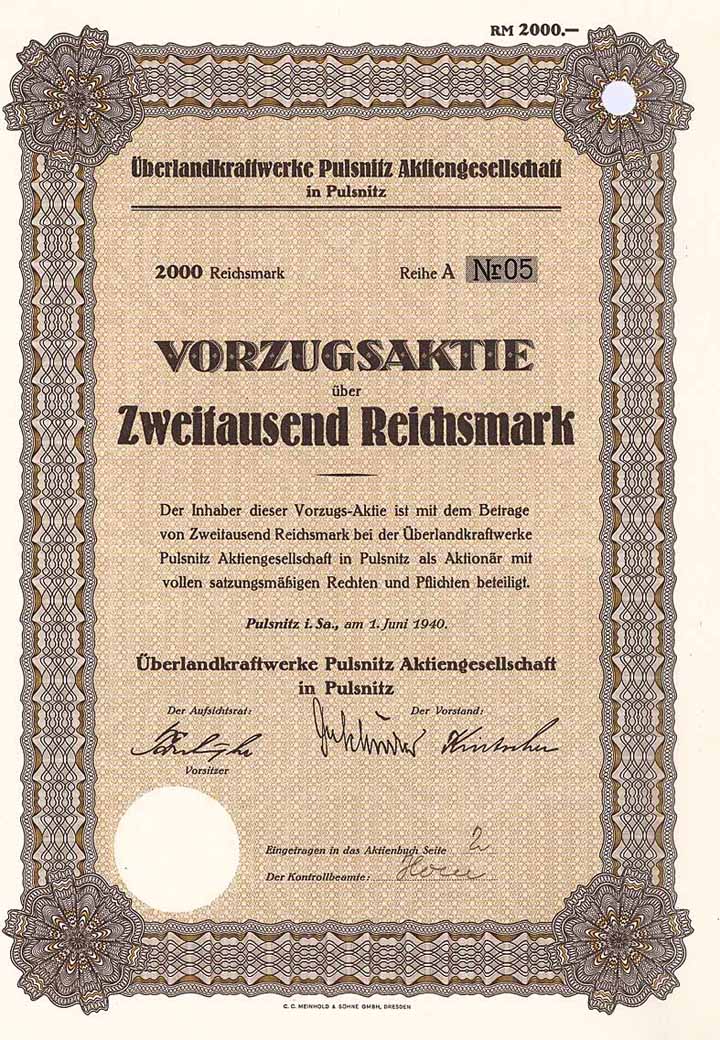 RM 2000.—
Überlandkraftwerke Pulsnitz Aktiengesellschaft
in Pulsnitz
2000 Reichsmark Reihe A Nr 05
VORZUGSAKTIE
über
Zweitausend Reichsmark
Der Inhaber dieser Vorzugs-Aktie ist mit dem Betrage
von Zweitausend Reichsmark bei der Überlandkraftwerke
Pulsnitz Aktiengesellschaft in Pulsnitz als Aktionär mit
vollen satzungsmäßigen Rechten und Pflichten beteiligt.
Pulsnitz i. Sa., am 1. Juni 1940.
Überlandkraftwerke Pulsnitz Aktiengesellschaft
in Pulsnitz
Der Aufsichtsrat: Der Vorstand:
Vorsitzer
Eingetragen in das Aktienbuch Seite 2
Der Kontrollbeamte:
C. C. MEINHOLD & SÖHNE GMBH, DRESDEN